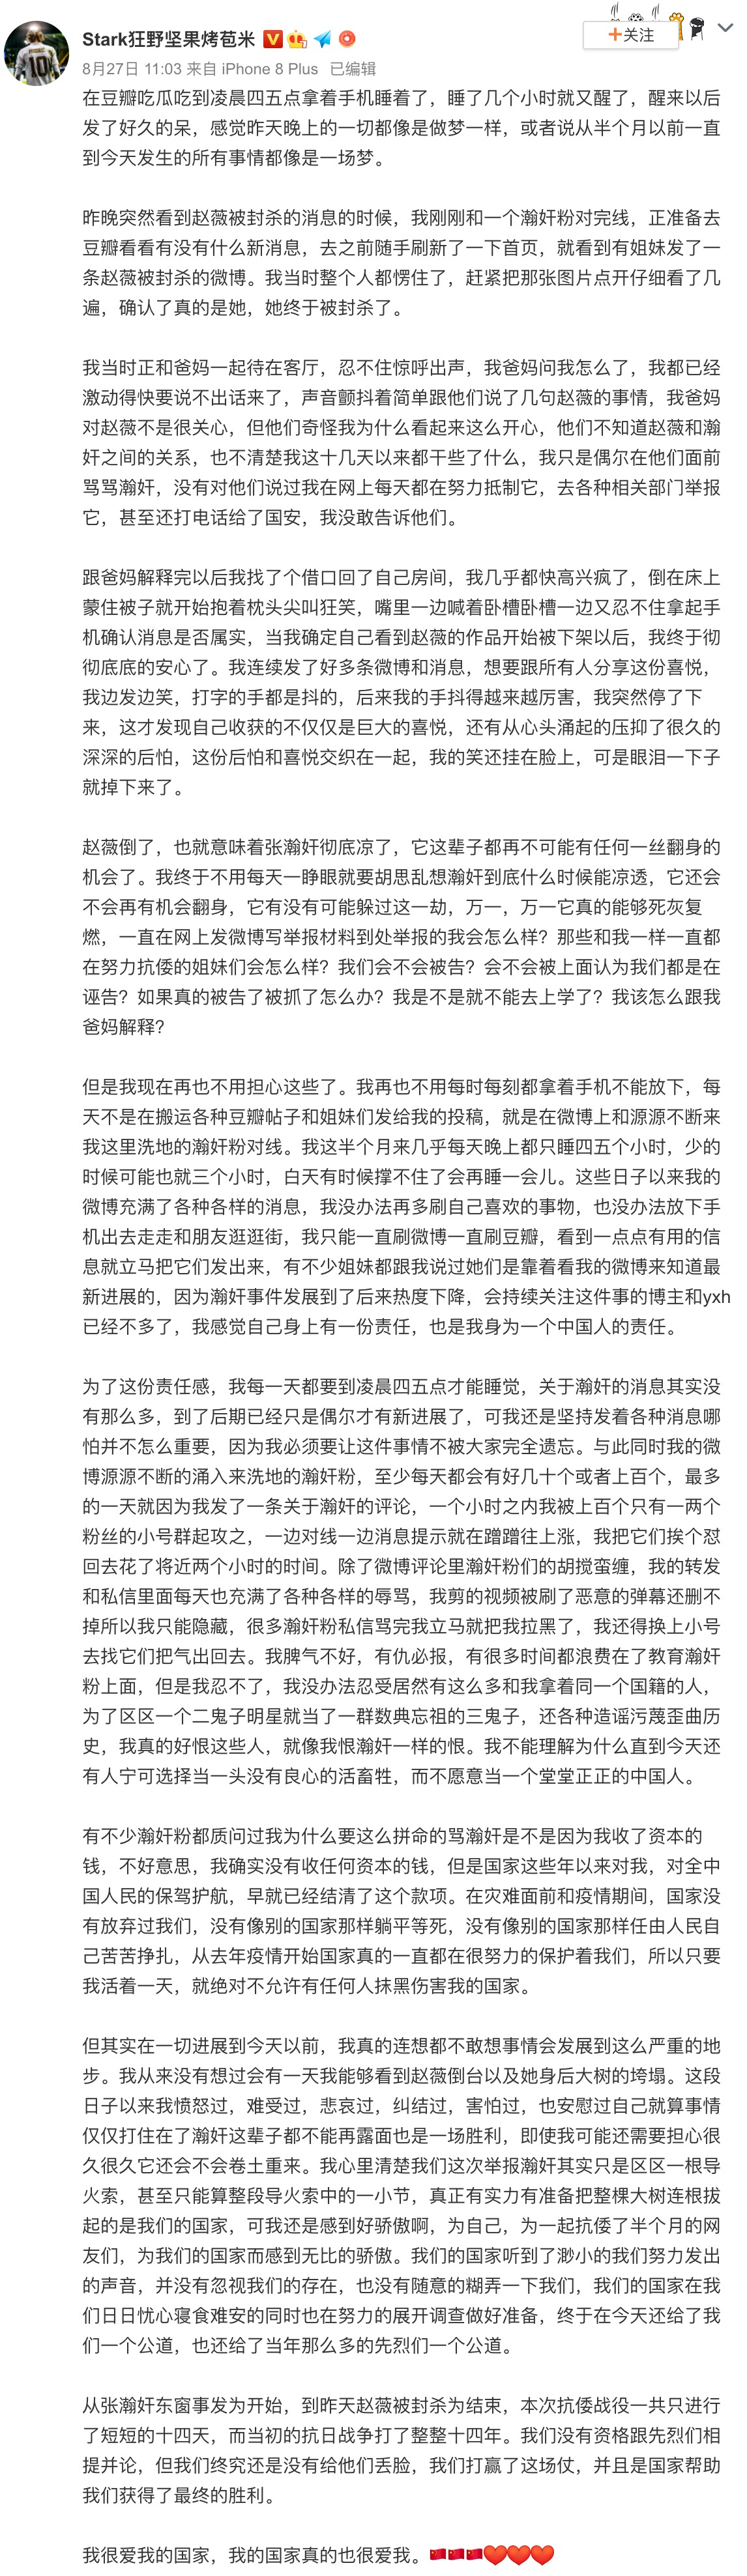 Stark狂野坚果烤苞米
+关注
8月27日 11:03 来自 iPhone 8 Plus 已编辑
在豆瓣吃瓜吃到凌晨四五点拿着手机睡着了，睡了几个小时就又醒了，醒来以后
发了好久的呆，感觉昨天晚上的一切都像是做梦一样，或者说从半个月以前一直
到今天发生的所有事情都像是一场梦。
昨晚突然看到赵薇被封杀的消息的时候，我刚刚和一个瀚奸粉对完线，正准备去
豆瓣看看有没有什么新消息，去之前随手刷新了一下首页，就看到有姐妹发了一
条赵薇被封杀的微博。我当时整个人都愣住了，赶紧把那张图片点开仔细看了几
遍，确认了真的是她，她终于被封杀了。
我当时正和爸妈一起待在客厅，忍不住惊呼出声，我爸妈问我怎么了，我都已经
激动得快要说不出话来了，声音颤抖着简单跟他们说了几句赵薇的事情，我爸妈
对赵薇不是很关心，但他们奇怪我为什么看起来这么开心，他们不知道赵薇和瀚
奸之间的关系，也不清楚我这十几天以来都干些了什么，我只是偶尔在他们面前
骂骂瀚奸，没有对他们说过我在网上每天都在努力抵制它，去各种相关部门举报
它，甚至还打电话给了国安，我没敢告诉他们。
跟爸妈解释完以后我找了个借口回了自己房间，我几乎都快高兴疯了，倒在床上
蒙住被子就开始抱着枕头尖叫狂笑，嘴里一边喊着卧槽卧槽一边又忍不住拿起手
机确认消息是否属实，当我确定自己看到赵薇的作品开始被下架以后，我终于彻
彻底底的安心了。我连续发了好多条微博和消息，想要跟所有人分享这份喜悦，
我边发边笑，打字的手都是抖的，后来我的手抖得越来越厉害，我突然停了下
来，这才发现自己收获的不仅仅是巨大的喜悦，还有从心头涌起的压抑了很久的
深深的后怕，这份后怕和喜悦交织在一起，我的笑还挂在脸上，可是眼泪一下子
就掉下来了。
赵薇倒了，也就意味着张瀚奸彻底凉了，它这辈子都再不可能有任何一丝翻身的
机会了。我终于不用每天一睁眼就要胡思乱想瀚奸到底什么时候能凉透，它还会
不会再有机会翻身，它有没有可能躲过这一劫，万一，万一它真的能够死灰复
燃，一直在网上发微博写举报材料到处举报的我会怎么样？那些和我一样一直都
在努力抗倭的姐妹们会怎么样？我们会不会被告？会不会被上面认为我们都是在
诬告？如果真的被告了被抓了怎么办？我是不是就不能去上学了？我该怎么跟我
爸妈解释？
但是我现在再也不用担心这些了。我再也不用每时每刻都拿着手机不能放下，每
天不是在搬运各种豆瓣帖子和姐妹们发给我的投稿，就是在微博上和源源不断来
我这里洗地的瀚奸粉对线。我这半个月来几乎每天晚上都只睡四五个小时，少的
时候可能也就三个小时，白天有时候撑不住了会再睡一会儿。这些日子以来我的
微博充满了各种各样的消息，我没办法再多刷自己喜欢的事物，也没办法放下手
机出去走走和朋友逛逛街，我只能一直刷微博一直刷豆瓣，看到一点点有用的信
息就立马把它们发出来，有不少姐妹都跟我说过她们是靠着看我的微博来知道最
新进展的，因为瀚奸事件发展到了后来热度下降，会持续关注这件事的博主和yxh
已经不多了，我感觉自己身上有一份责任，也是我身为一个中国人的责任。
为了这份责任感，我每一天都要到凌晨四五点才能睡觉，关于瀚奸的消息其实没
有那么多，到了后期已经只是偶尔才有新进展了，可我还是坚持发着各种消息哪
怕并不怎么重要，因为我必须要让这件事情不被大家完全遗忘。与此同时我的微
博源源不断的涌入来洗地的瀚奸粉，至少每天都会有好几十个或者上百个，最多
的一天就因为我发了一条关于瀚奸的评论，一个小时之内我被上百个只有一两个
粉丝的小号群起攻之，一边对线一边消息提示就在蹭蹭往上涨，我把它们挨个怼
回去花了将近两个小时的时间。除了微博评论里瀚奸粉们的胡搅蛮缠，我的转发
和私信里面每天也充满了各种各样的辱骂，我剪的视频被刷了恶意的弹幕还删不
掉所以我只能隐藏，很多瀚奸粉私信骂完我立马就把我拉黑了，我还得换上小号
去找它们把气出回去。我脾气不好，有仇必报，有很多时间都浪费在了教育瀚奸
粉上面，但是我忍不了，我没办法忍受居然有这么多和我拿着同一个国籍的人，
为了区区一个二鬼子明星就当了一群数典忘祖的三鬼子，还各种造谣污蔑歪曲历
史，我真的好恨这些人，就像我恨瀚奸一样的恨。我不能理解为什么直到今天还
有人宁可选择当一头没有良心的活畜牲，而不愿意当一个堂堂正正的中国人。
有不少瀚奸粉都质问过我为什么要这么拼命的骂瀚奸是不是因为我收了资本的
钱，不好意思，我确实没有收任何资本的钱，但是国家这些年以来对我，对全中
国人民的保驾护航，早就已经结清了这个款项。在灾难面前和疫情期间，国家没
有放弃过我们，没有像别的国家那样躺平等死，没有像别的国家那样任由人民自
己苦苦挣扎，从去年疫情开始国家真的一直都在很努力的保护着我们，所以只要
我活着一天，就绝对不允许有任何人抹黑伤害我的国家。
但其实在一切进展到今天以前，我真的连想都不敢想事情会发展到这么严重的地
步。我从来没有想过会有一天我能够看到赵薇倒台以及她身后大树的垮塌。这段
日子以来我愤怒过，难受过，悲哀过，纠结过，害怕过，也安慰过自己就算事情
仅仅打住在了瀚奸这辈子都不能再露面也是一场胜利，即使我可能还需要担心很
久很久它还会不会卷土重来。我心里清楚我们这次举报瀚奸其实只是区区一根导
火索，甚至只能算整段导火索中的一小节，真正有实力有准备把整棵大树连根拔
起的是我们的国家，可我还是感到好骄傲啊，为自己，为一起抗倭了半个月的网
友们，为我们的国家而感到无比的骄傲。我们的国家听到了渺小的我们努力发出
的声音，并没有忽视我们的存在，也没有随意的糊弄一下我们，我们的国家在我
们日日忧心寝食难安的同时也在努力的展开调查做好准备，终于在今天还给了我
们一个公道，也还给了当年那么多的先烈们一个公道。
从张瀚奸东窗事发为开始，到昨天赵薇被封杀为结束，本次抗倭战役一共只进行
了短短的十四天，而当初的抗日战争打了整整十四年。我们没有资格跟先烈们相
提并论，但我们终究还是没有给他们丢脸，我们打赢了这场仗，并且是国家帮助
我们获得了最终的胜利。
我很爱我的国家，我的国家真的也很爱我。🇨🇳🇨🇳🇨🇳❤️❤️❤️